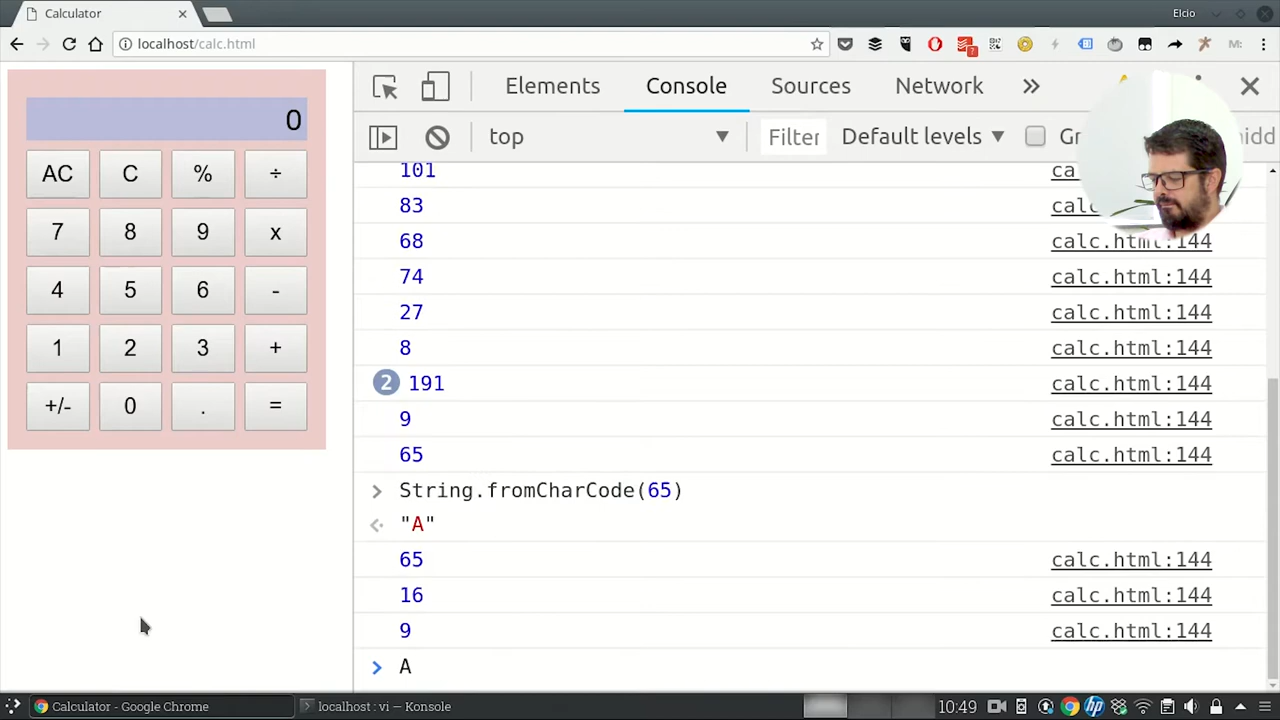 Calculator
Elcio
localhost/calc.html
M:
0
AC C % ÷
7 8 9 x
4 5 6 -
1 2 3 +
+/- 0 . =
Elements Console Sources Network
top Filter Default levels
101
83
68 calc.html:144
74 calc.html:144
27 calc.html:144
8 calc.html:144
2 191 calc.html:144
9 calc.html:144
65 calc.html:144
> String.fromCharCode(65)
"A"
65 calc.html:144
16 calc.html:144
9 calc.html:144
> A
Calculator - Google Chrome
localhost : vi — Konsole
10:49